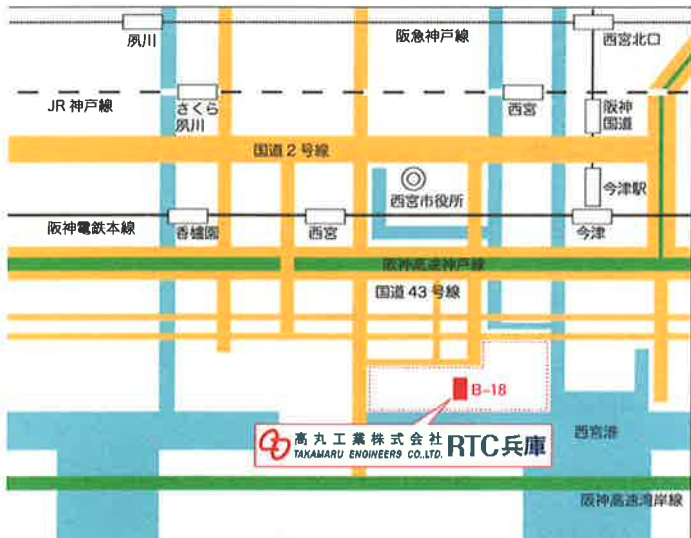 阪急神戸線
夙川
西宮北口
JR 神戸線
さくら
夙川
西宮
阪神
国道
国道 2 号線
西宮市役所
今津駅
阪神電鉄本線
香櫨園
西宮
今津
阪神高速神戸線
国道 43 号線
B-18
高丸工業株式会社
TAKAMARU ENGINEERS CO.,LTD.
RTC兵庫
西宮港
阪神高速湾岸線